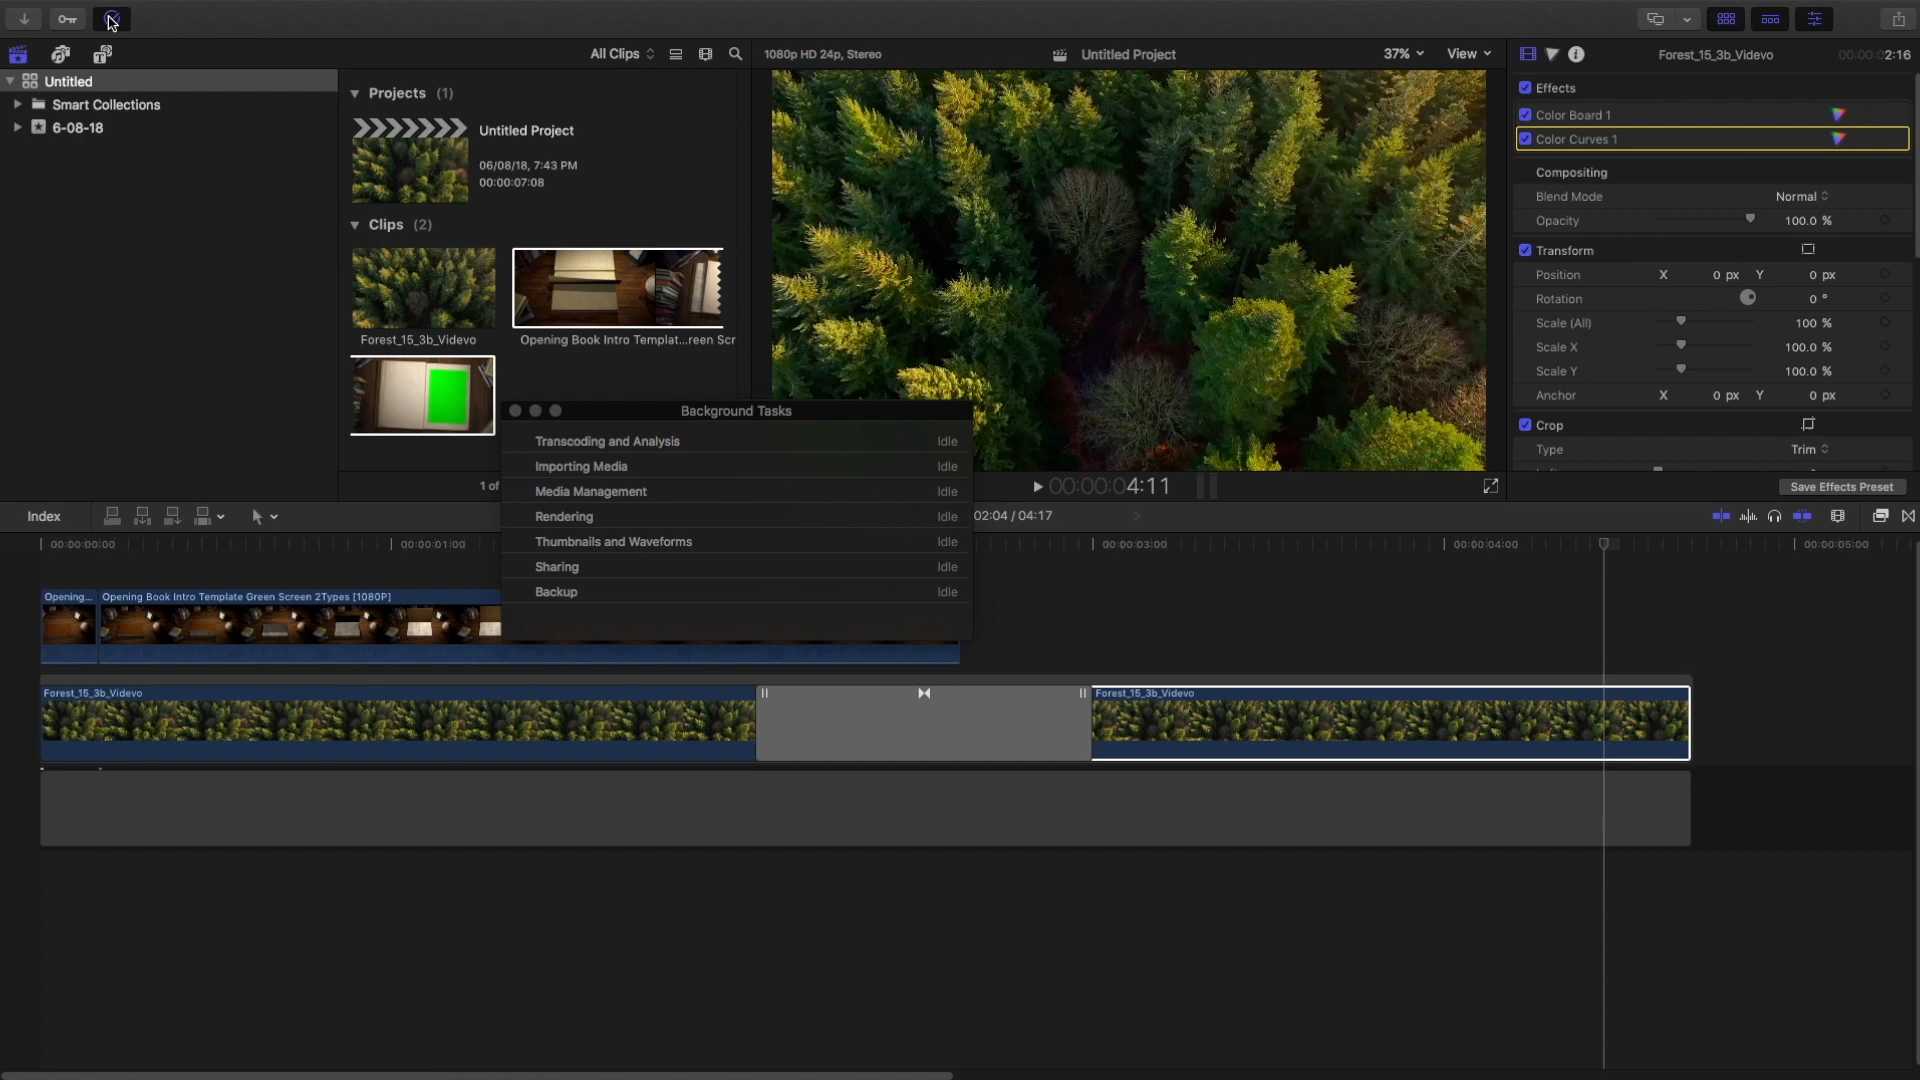 All Clips
1080p HD 24p, Stereo
Untitled Project
37%
View
Forest_15_3b_Videvo
00:00:02:16
Untitled
Smart Collections
6-08-18
Projects (1)
Untitled Project
06/08/18, 7:43 PM
00:00:07:08
Clips (2)
Forest_15_3b_Videvo
Opening Book Intro Templat...reen Scr
1 of
Effects
Color Board 1
Color Curves 1
Compositing
Blend Mode Normal
Opacity 100.0 %
Transform
Position X 0 px Y 0 px
Rotation 0 °
Scale (All) 100 %
Scale X 100.0 %
Scale Y 100.0 %
Anchor X 0 px Y 0 px
Crop
Type Trim
Save Effects Preset
Background Tasks
Transcoding and Analysis Idle
Importing Media Idle
Media Management Idle
Rendering Idle
Thumbnails and Waveforms Idle
Sharing Idle
Backup Idle
00:00:04:11
Index
02:04 / 04:17
00:00:00:00
00:00:01:00
00:00:03:00
00:00:04:00
00:00:05:00
Opening...
Opening Book Intro Template Green Screen 2Types [1080P]
Forest_15_3b_Videvo
Forest_15_3b_Videvo